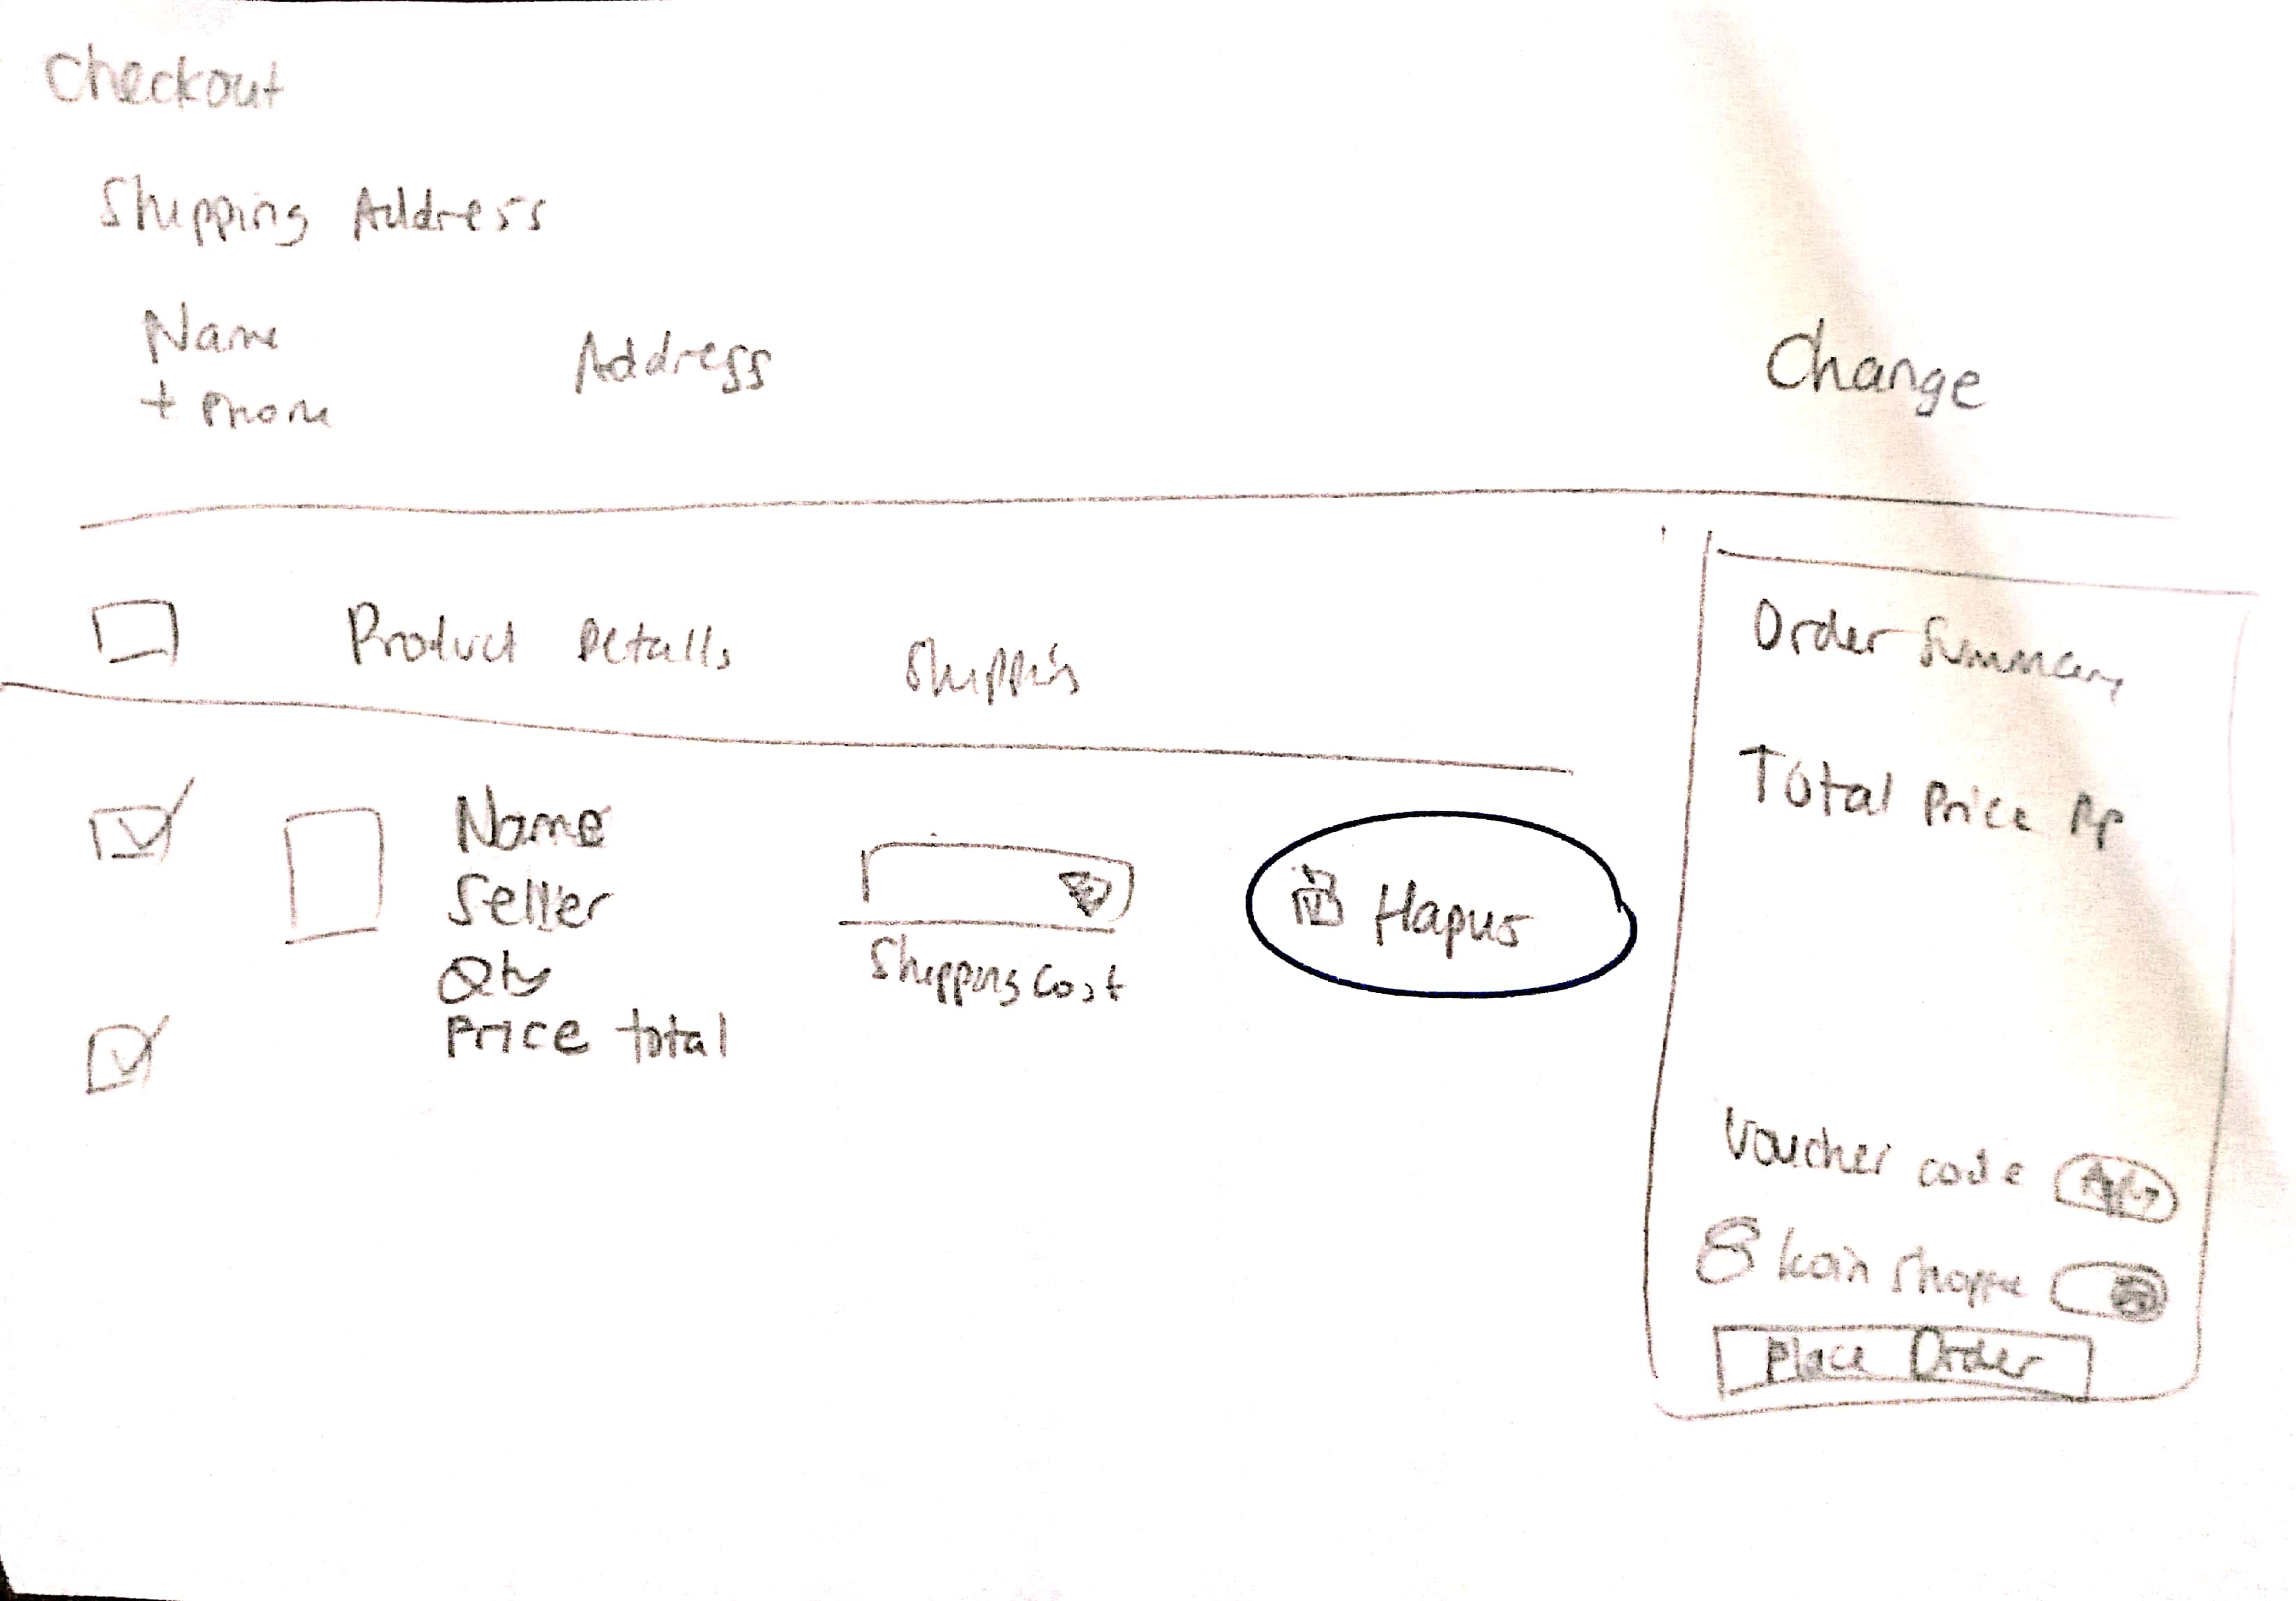 Checkout
Shipping Address
Name
+ Phone
Address
Change
Product Details
Shipping
Order Summary
Name
Seller
Qty
Price total
Shipping Cost
Hapus
Total Price Rp
Voucher code Apply
koin shopee
Place Order